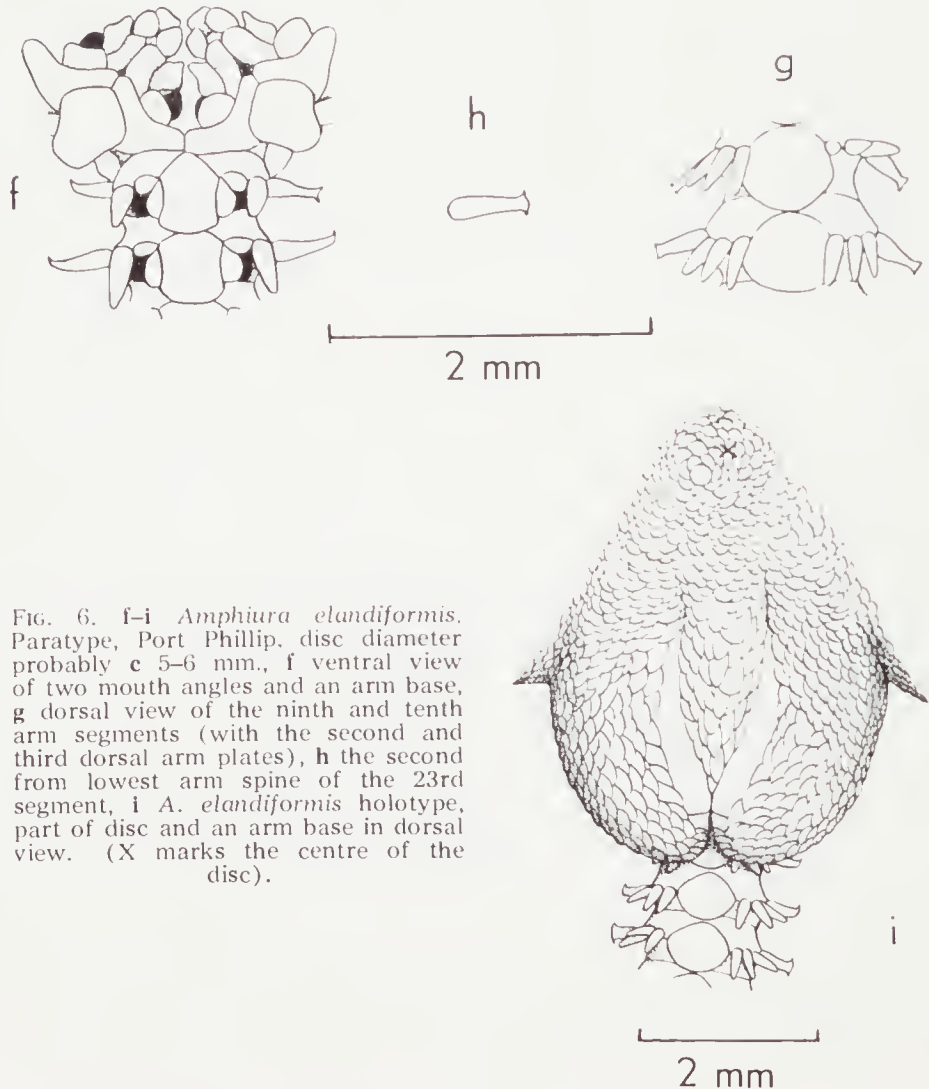 f
h
g
2 mm
FIG. 6. f–i Amphiura elandiformis.
Paratype, Port Phillip, disc diameter
probably c 5–6 mm., f ventral view
of two mouth angles and an arm base,
g dorsal view of the ninth and tenth
arm segments (with the second and
third dorsal arm plates), h the second
from lowest arm spine of the 23rd
segment, i A. elandiformis holotype,
part of disc and an arm base in dorsal
view. (X marks the centre of the
disc).
x
i
2 mm